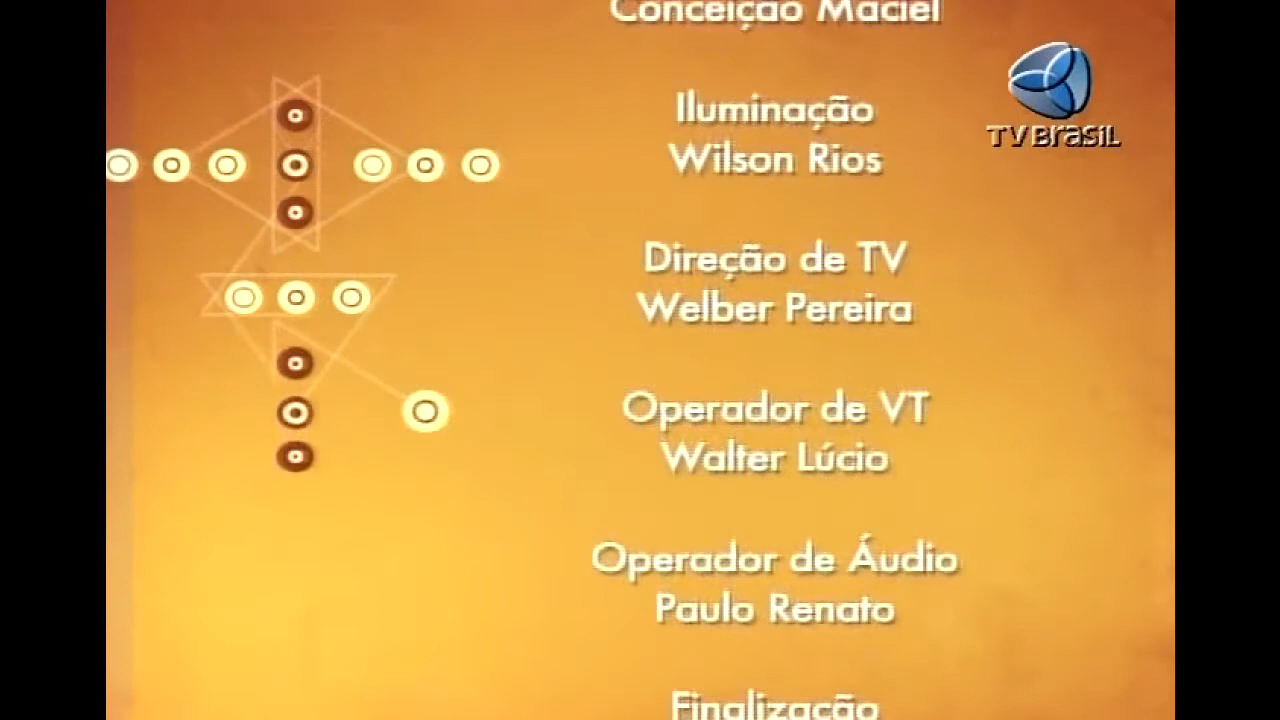 Conceição Maciel
TV BRASIL
Iluminação
Wilson Rios
Direção de TV
Welber Pereira
Operador de VT
Walter Lúcio
Operador de Áudio
Paulo Renato
Finalização